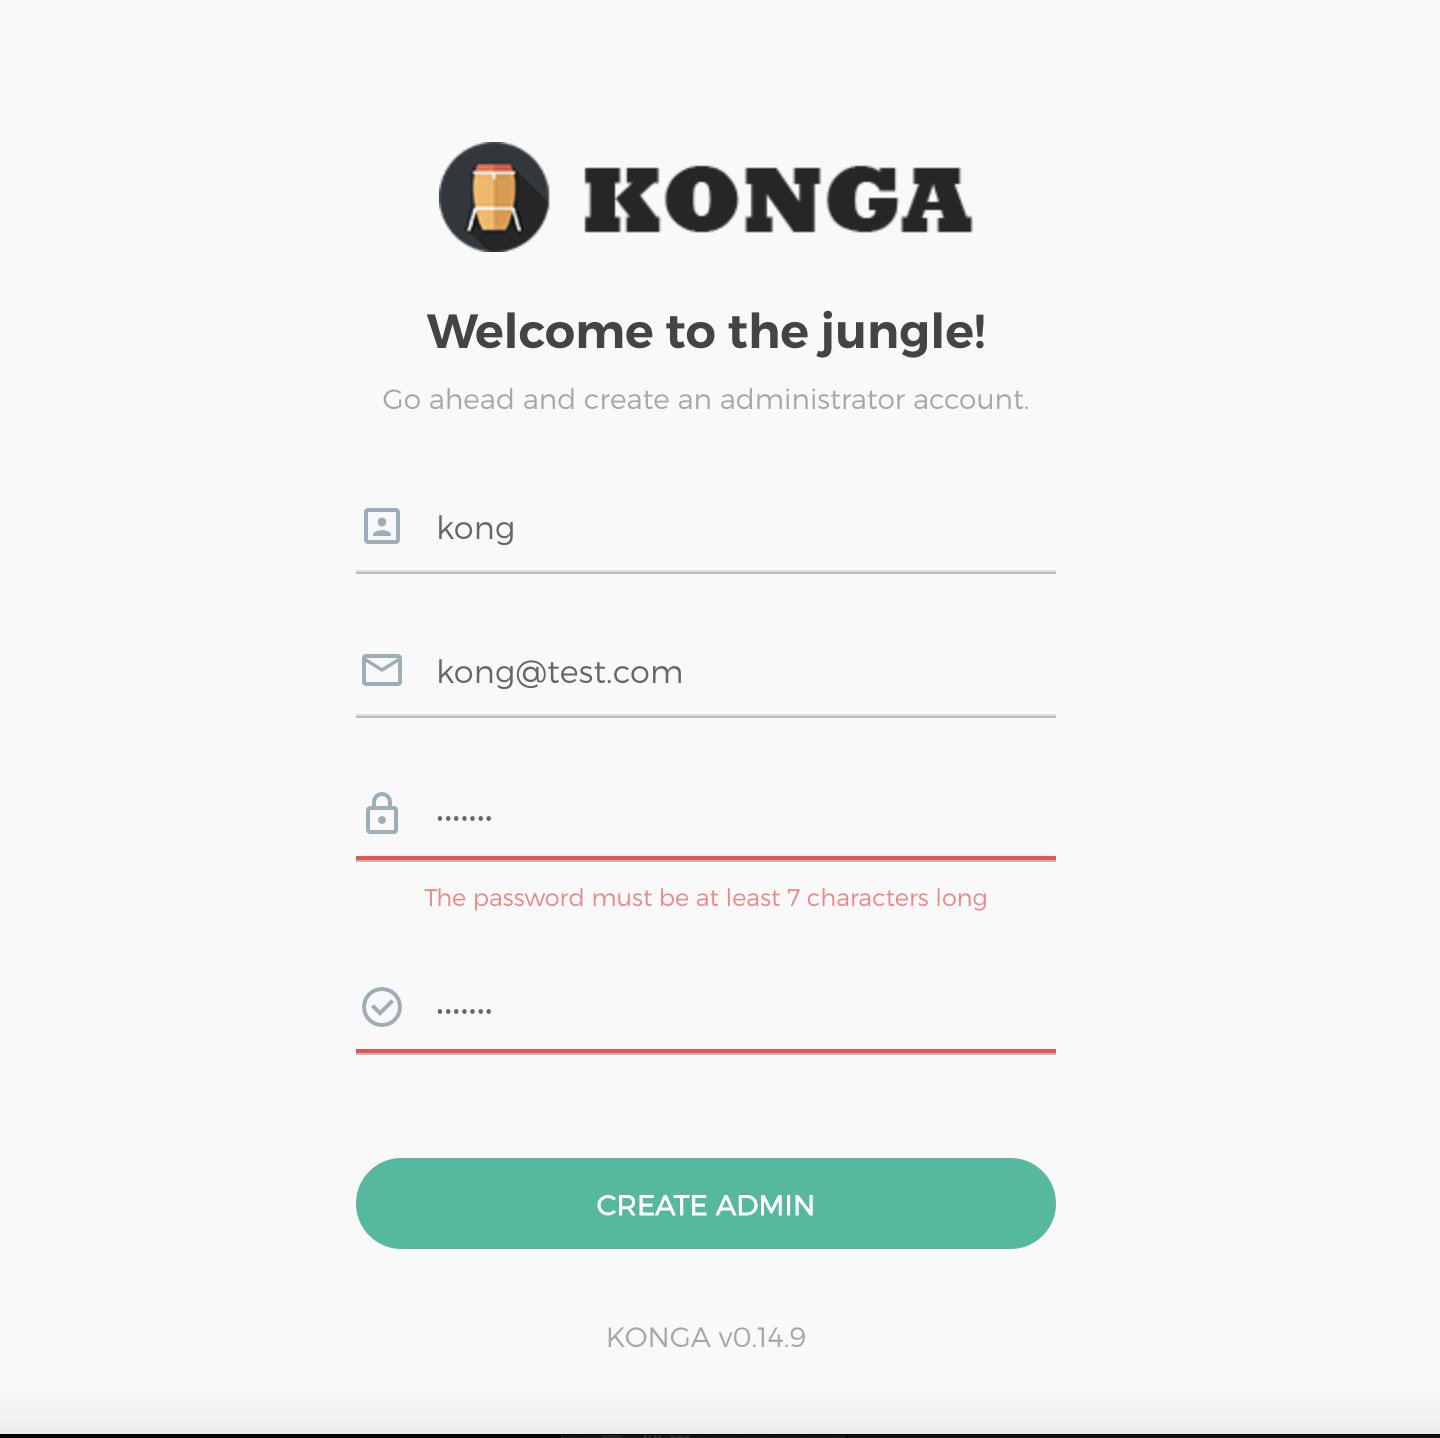 KONGA
Welcome to the jungle!
Go ahead and create an administrator account.
kong
kong@test.com
•••••••
The password must be at least 7 characters long
•••••••
CREATE ADMIN
KONGA v0.14.9